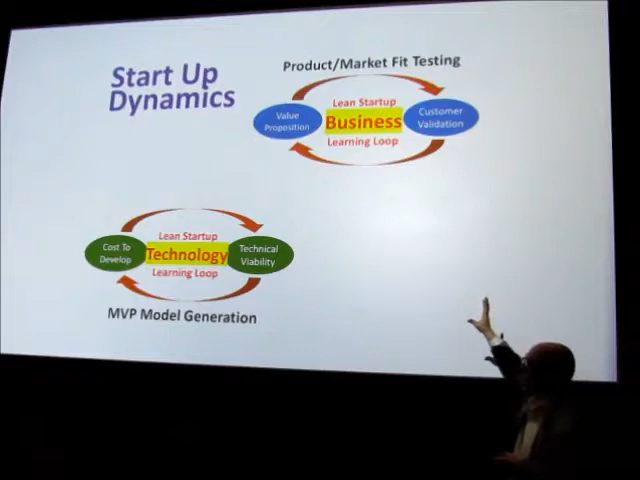 Start Up
Dynamics
Product/Market Fit Testing
Lean Startup
Value
Proposition
Business
Customer
Validation
Learning Loop
Lean Startup
Cost To
Develop
Technology
Technical
Viability
Learning Loop
MVP Model Generation